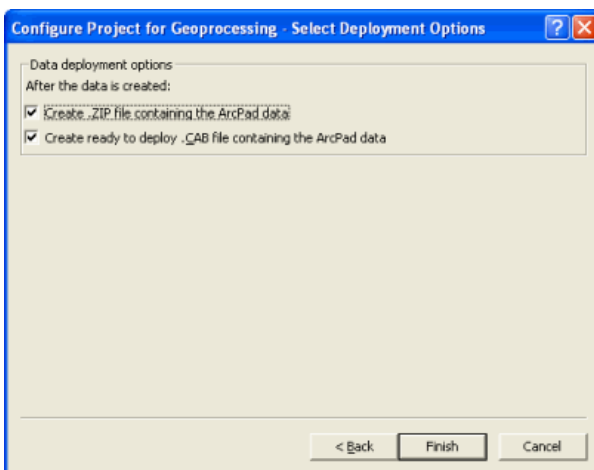 Configure Project for Geoprocessing - Select Deployment Options
Data deployment options
After the data is created:
Create .ZIP file containing the ArcPad data
Create ready to deploy .CAB file containing the ArcPad data
< Back Finish Cancel